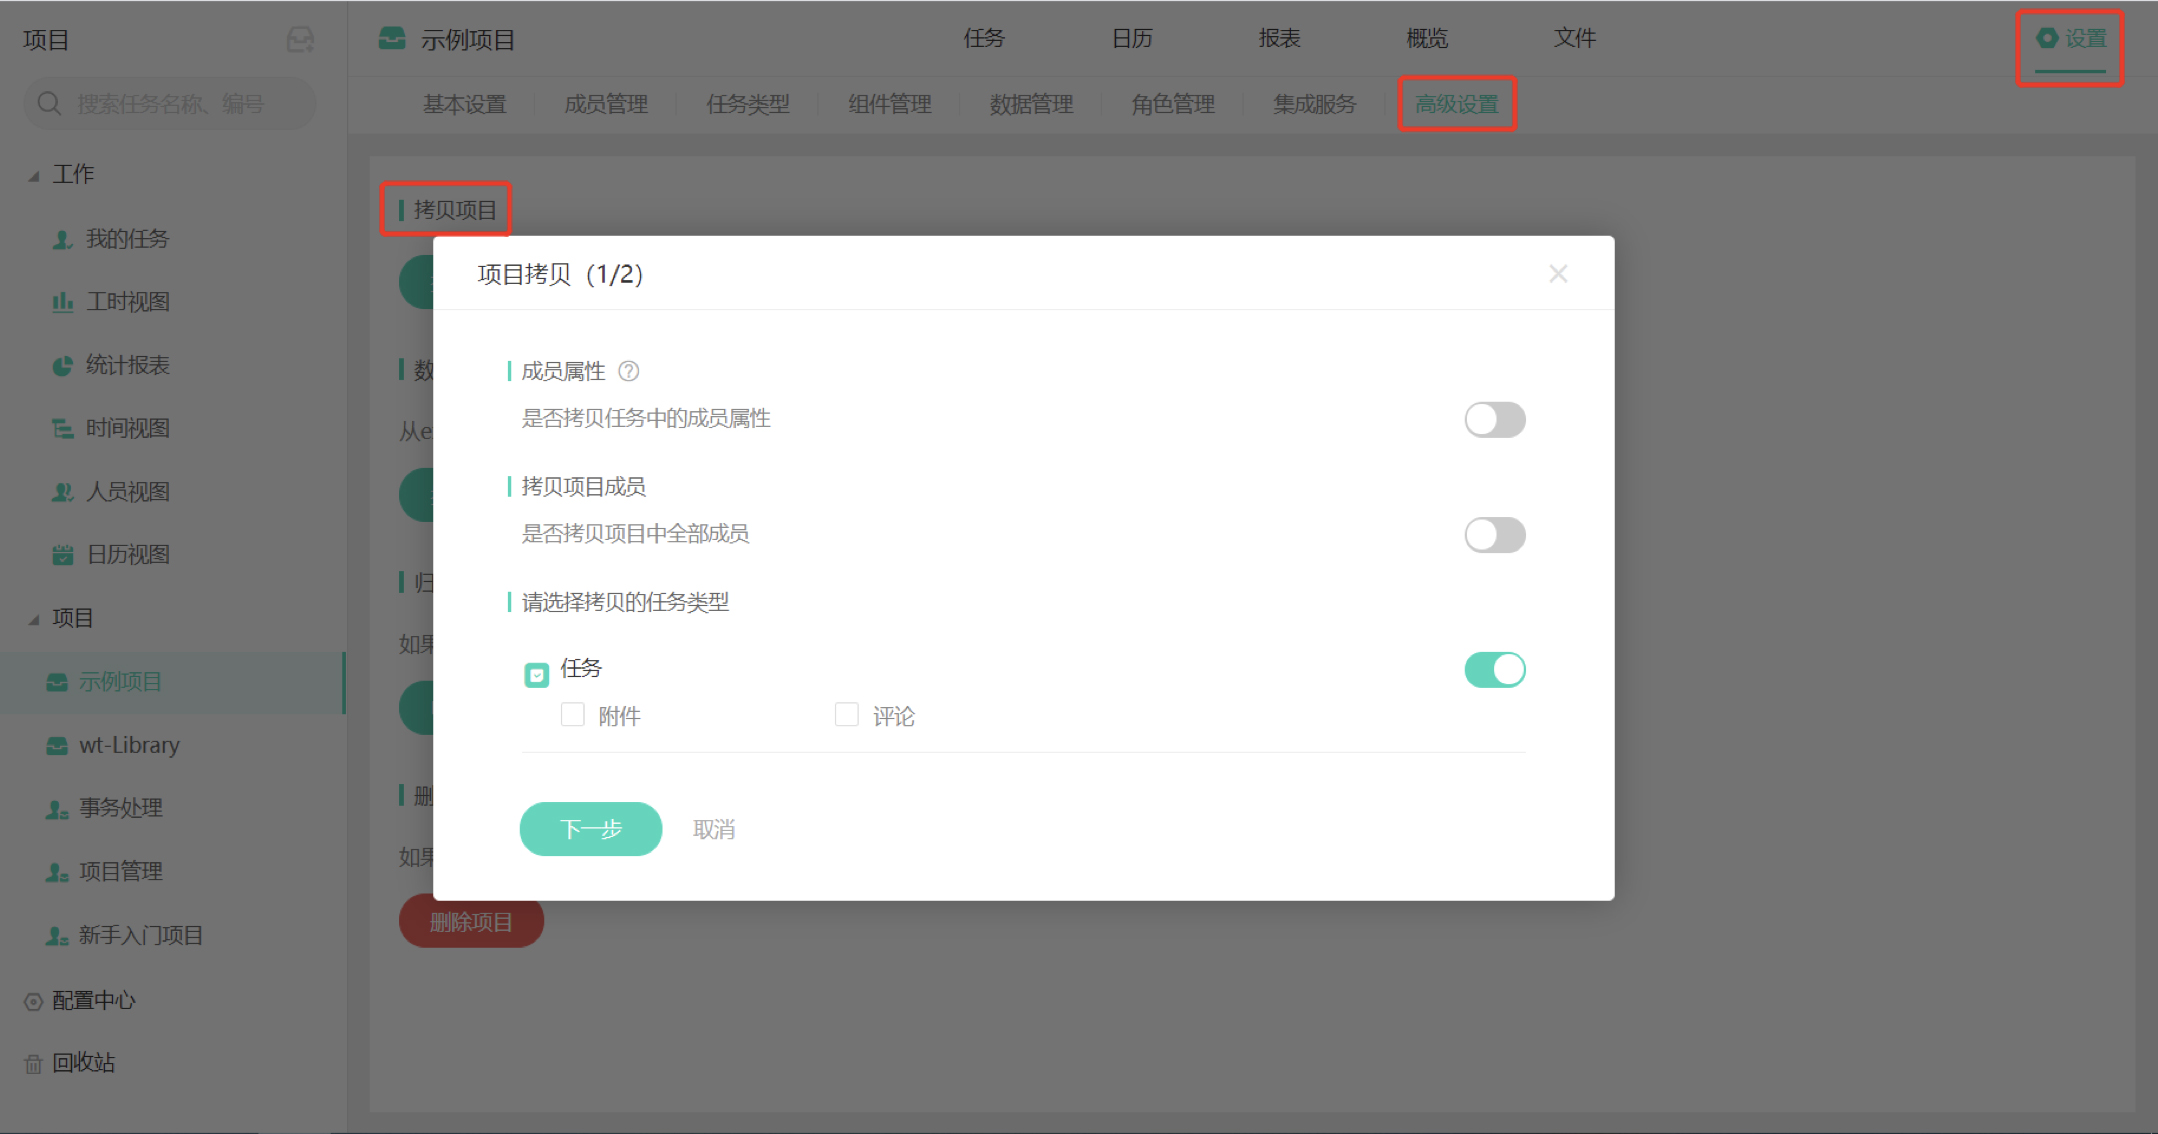 项目
示例项目
任务
日历
报表
概览
文件
设置
搜索任务名称、编号
基本设置
成员管理
任务类型
组件管理
数据管理
角色管理
集成服务
高级设置
工作
我的任务
工时视图
统计报表
时间视图
人员视图
日历视图
项目
示例项目
wt-Library
事务处理
项目管理
新手入门项目
配置中心
回收站
拷贝项目
数
从e
归
如果
删
如果
删除项目
项目拷贝（1/2）
成员属性
是否拷贝任务中的成员属性
拷贝项目成员
是否拷贝项目中全部成员
请选择拷贝的任务类型
任务
附件
评论
下一步
取消